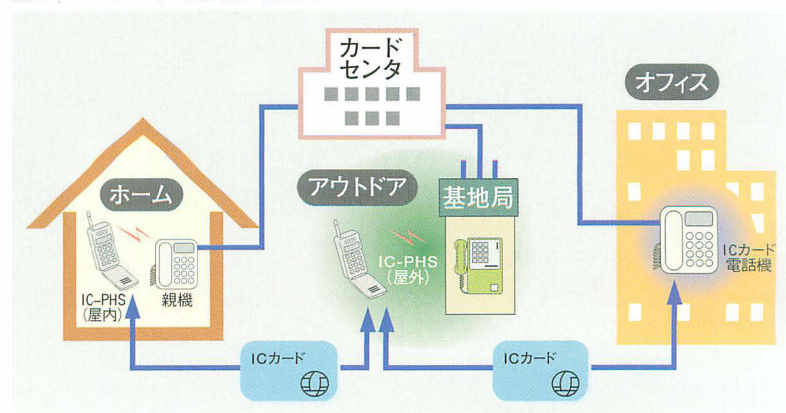 カード
センタ
オフィス
ホーム
アウトドア
基地局
IC-PHS
(屋内)
親機
IC-PHS
(屋外)
ICカード
電話機
ICカード
ICカード